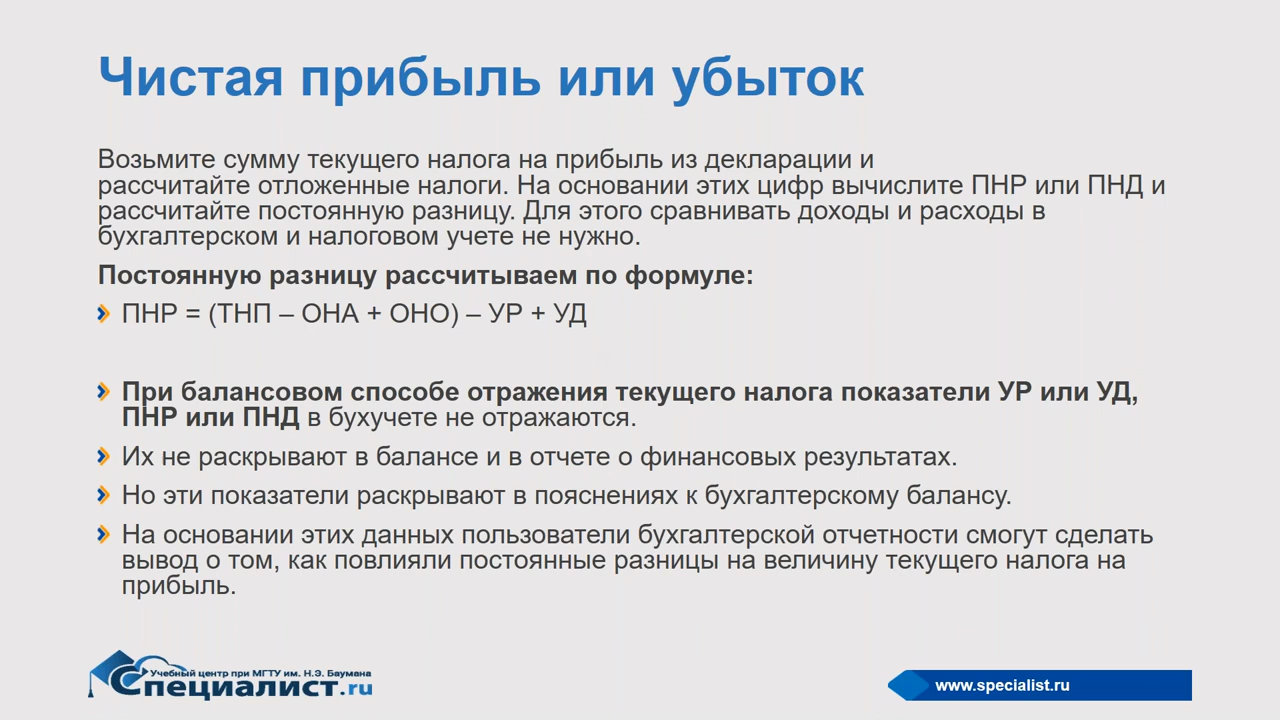 Чистая прибыль или убыток
Возьмите сумму текущего налога на прибыль из декларации и
рассчитайте отложенные налоги. На основании этих цифр вычислите ПНР или ПНД и
рассчитайте постоянную разницу. Для этого сравнивать доходы и расходы в
бухгалтерском и налоговом учете не нужно.
Постоянную разницу рассчитываем по формуле:
ПНР = (ТНП – ОНА + ОНО) – УР + УД
При балансовом способе отражения текущего налога показатели УР или УД,
ПНР или ПНД в бухучете не отражаются.
Их не раскрывают в балансе и в отчете о финансовых результатах.
Но эти показатели раскрывают в пояснениях к бухгалтерскому балансу.
На основании этих данных пользователи бухгалтерской отчетности смогут сделать
вывод о том, как повлияли постоянные разницы на величину текущего налога на
прибыль.
Учебный центр при МГТУ им. Н.Э. Баумана
Специалист.ru
www.specialist.ru